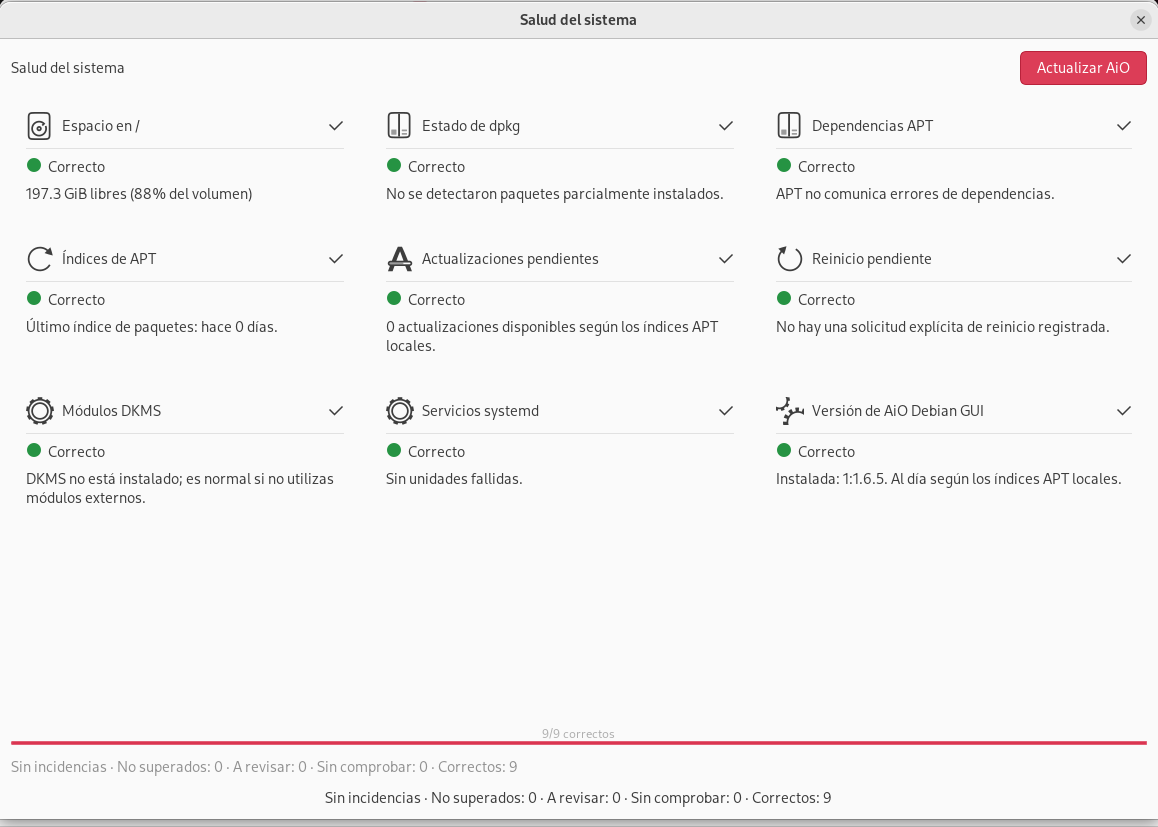 Salud del sistema
Salud del sistema
Actualizar AiO
Espacio en /
Correcto
197.3 GiB libres (88% del volumen)
Estado de dpkg
Correcto
No se detectaron paquetes parcialmente instalados.
Dependencias APT
Correcto
APT no comunica errores de dependencias.
Índices de APT
Correcto
Último índice de paquetes: hace 0 días.
Actualizaciones pendientes
Correcto
0 actualizaciones disponibles según los índices APT
locales.
Reinicio pendiente
Correcto
No hay una solicitud explícita de reinicio registrada.
Módulos DKMS
Correcto
DKMS no está instalado; es normal si no utilizas
módulos externos.
Servicios systemd
Correcto
Sin unidades fallidas.
Versión de AiO Debian GUI
Correcto
Instalada: 1:1.6.5. Al día según los índices APT locales.
9/9 correctos
Sin incidencias · No superados: 0 · A revisar: 0 · Sin comprobar: 0 · Correctos: 9
Sin incidencias · No superados: 0 · A revisar: 0 · Sin comprobar: 0 · Correctos: 9